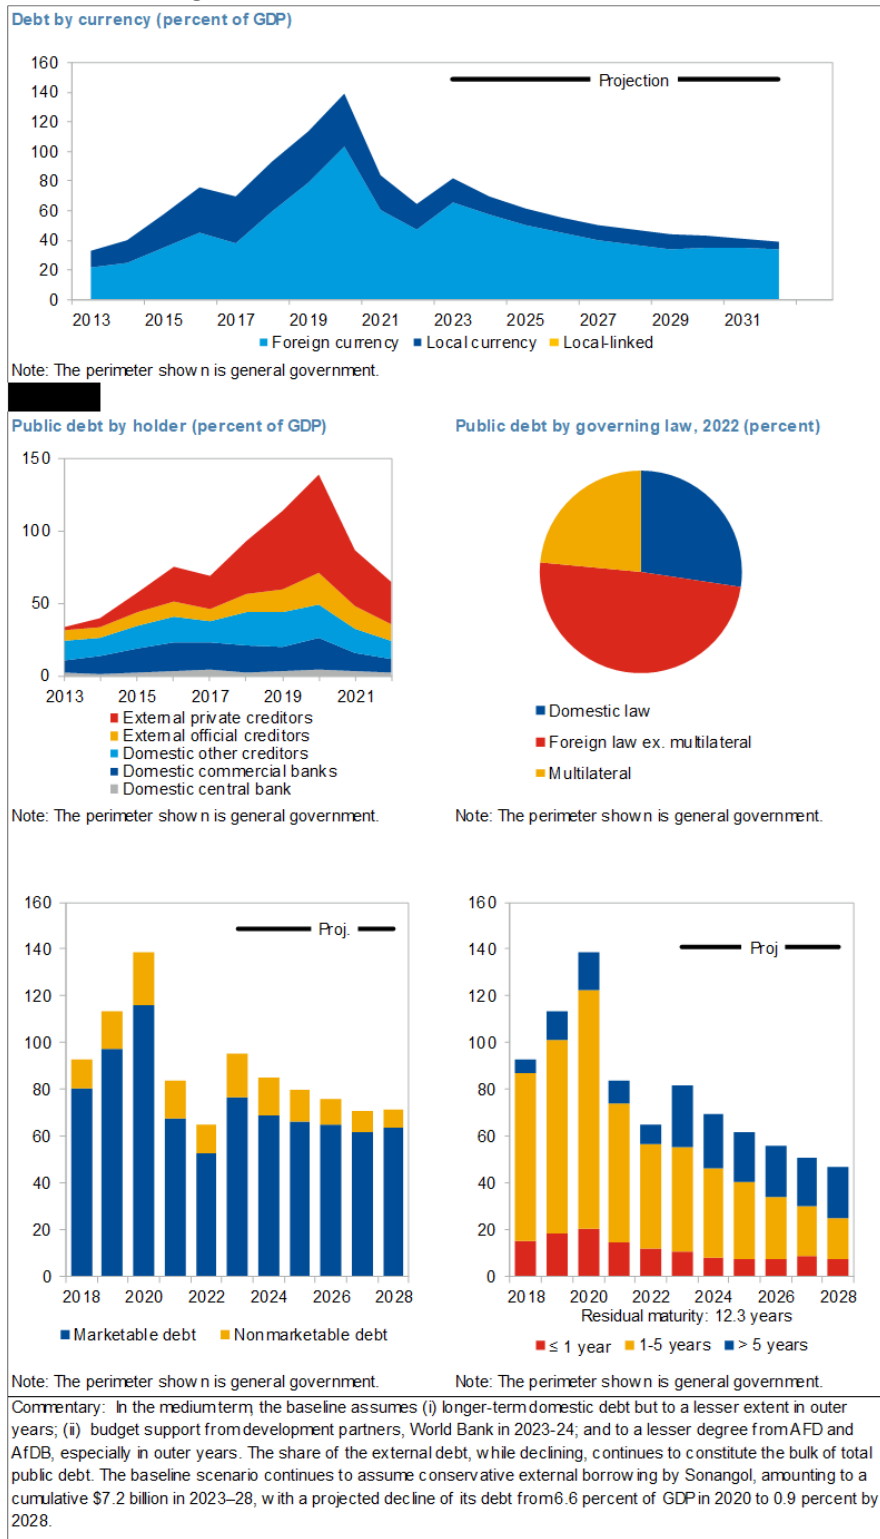 Debt by currency (percent of GDP)
160
140
120
100
80
60
40
20
0
Projection
2013 2015 2017 2019 2021 2023 2025 2027 2029 2031
Foreign currency Local currency Local-linked
Note: The perimeter shown is general government.
Public debt by holder (percent of GDP)
150
100
50
0
2013 2015 2017 2019 2021
External private creditors
External official creditors
Domestic other creditors
Domestic commercial banks
Domestic central bank
Note: The perimeter shown is general government.
Public debt by governing law, 2022 (percent)
Domestic law
Foreign law ex. multilateral
Multilateral
Note: The perimeter shown is general government.
160
140
120
100
80
60
40
20
0
Proj.
2018 2020 2022 2024 2026 2028
Marketable debt Nonmarketable debt
Note: The perimeter shown is general government.
160
140
120
100
80
60
40
20
0
Proj
2018 2020 2022 2024 2026 2028
Residual maturity: 12.3 years
≤ 1 year 1-5 years > 5 years
Note: The perimeter shown is general government.
Commentary: In the medium term, the baseline assumes (i) longer-term domestic debt but to a lesser extent in outer
years; (ii) budget support from development partners, World Bank in 2023-24; and to a lesser degree from AFD and
AfDB, especially in outer years. The share of the external debt, while declining, continues to constitute the bulk of total
public debt. The baseline scenario continues to assume conservative external borrowing by Sonangol, amounting to a
cumulative $7.2 billion in 2023–28, with a projected decline of its debt from 6.6 percent of GDP in 2020 to 0.9 percent by
2028.